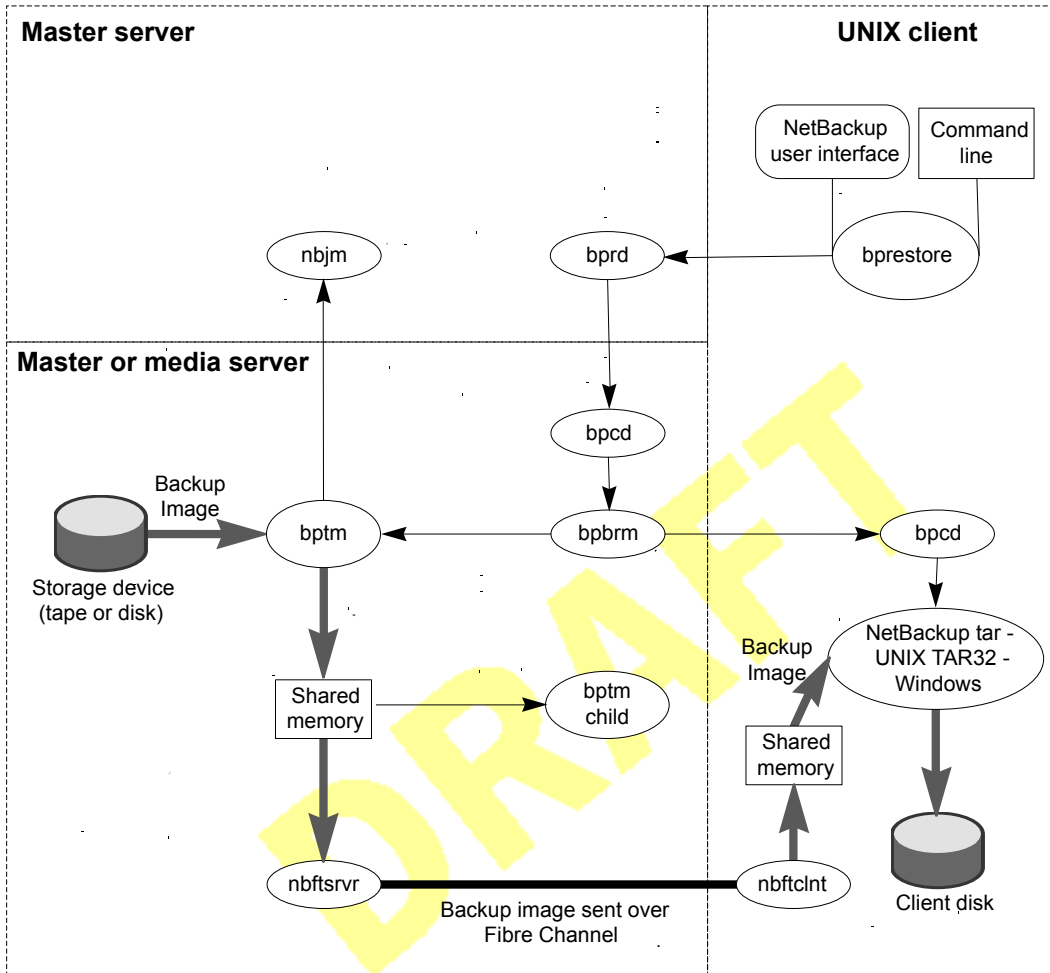 Master server
UNIX client
NetBackup
user interface
Command
line
nbjm
bprd
bprestore
Master or media server
bpcd
Backup
Image
bptm
bpbrm
bpcd
Storage device
(tape or disk)
NetBackup tar -
UNIX TAR32 -
Windows
Backup
Image
Shared
memory
bptm
child
Shared
memory
nbftsrvr
nbftclnt
Client disk
Backup image sent over
Fibre Channel
DRAFT